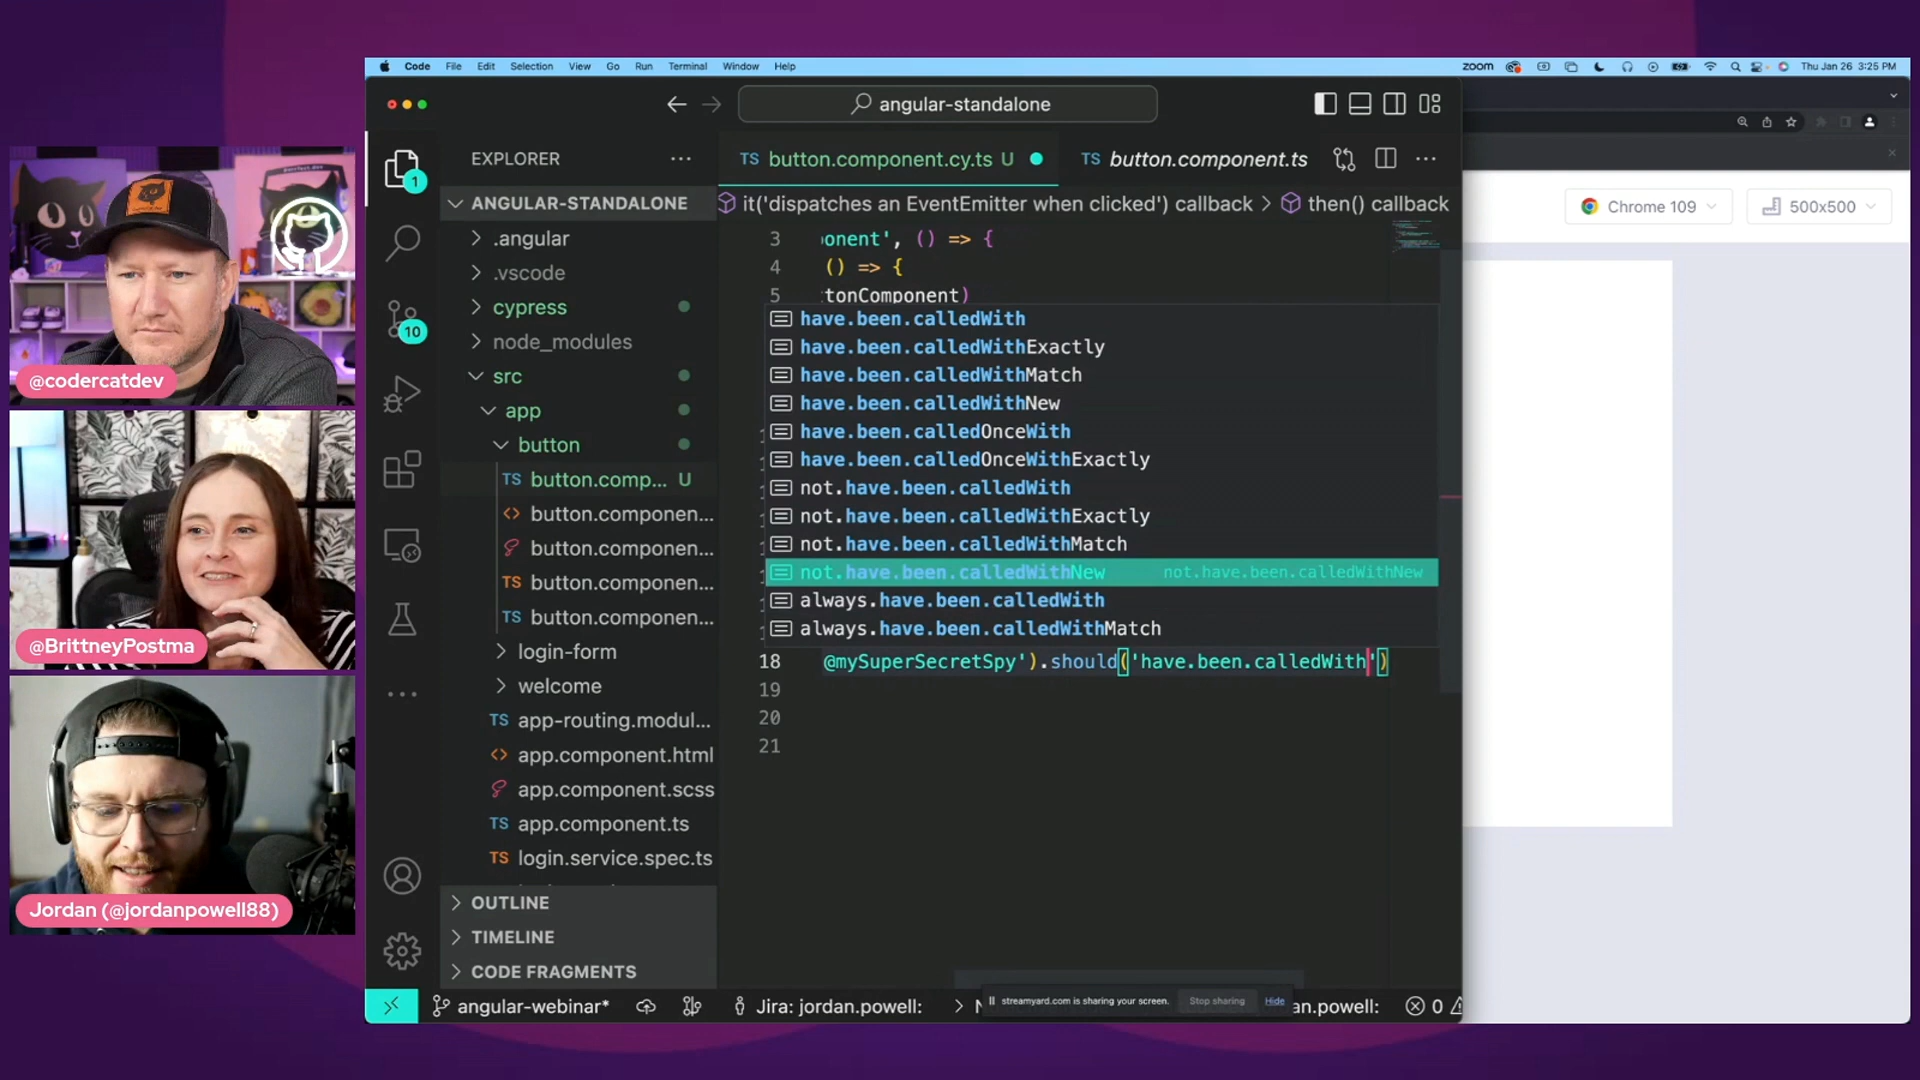 Code File Edit Selection View Go Run Terminal Window Help
zoom Thu Jan 26 3:25 PM
angular-standalone
EXPLORER
TS button.component.cy.ts U
TS button.component.ts
ANGULAR-STANDALONE
it('dispatches an EventEmitter when clicked') callback > then() callback
Chrome 109
500x500
.angular
.vscode
cypress
node_modules
src
app
button
TS button.comp... U
<> button.componen...
button.componen...
TS button.componen...
TS button.componen...
login-form
welcome
TS app-routing.modul...
<> app.component.html
app.component.scss
TS app.component.ts
TS login.service.spec.ts
OUTLINE
TIMELINE
CODE FRAGMENTS
1
10
3 onent', () => {
4 () => {
5 tonComponent)
have.been.calledWith
have.been.calledWithExactly
have.been.calledWithMatch
have.been.calledWithNew
have.been.calledOnceWith
have.been.calledOnceWithExactly
not.have.been.calledWith
not.have.been.calledWithExactly
not.have.been.calledWithMatch
not.have.been.calledWithNew not.have.been.calledWithNew
always.have.been.calledWith
always.have.been.calledWithMatch
18 @mySuperSecretSpy').should('have.been.calledWith')
19
20
21
angular-webinar*
Jira: jordan.powell:
streamyard.com is sharing your screen. Stop sharing Hide
an.powell:
0
@codercatdev
@BrittneyPostma
Jordan (@jordanpowell88)